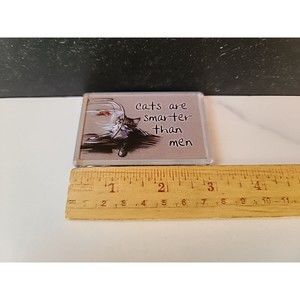 cats are
smarter
than
men
1 2 3 4
1 2 3 4 5 6 7 8 9 10 11